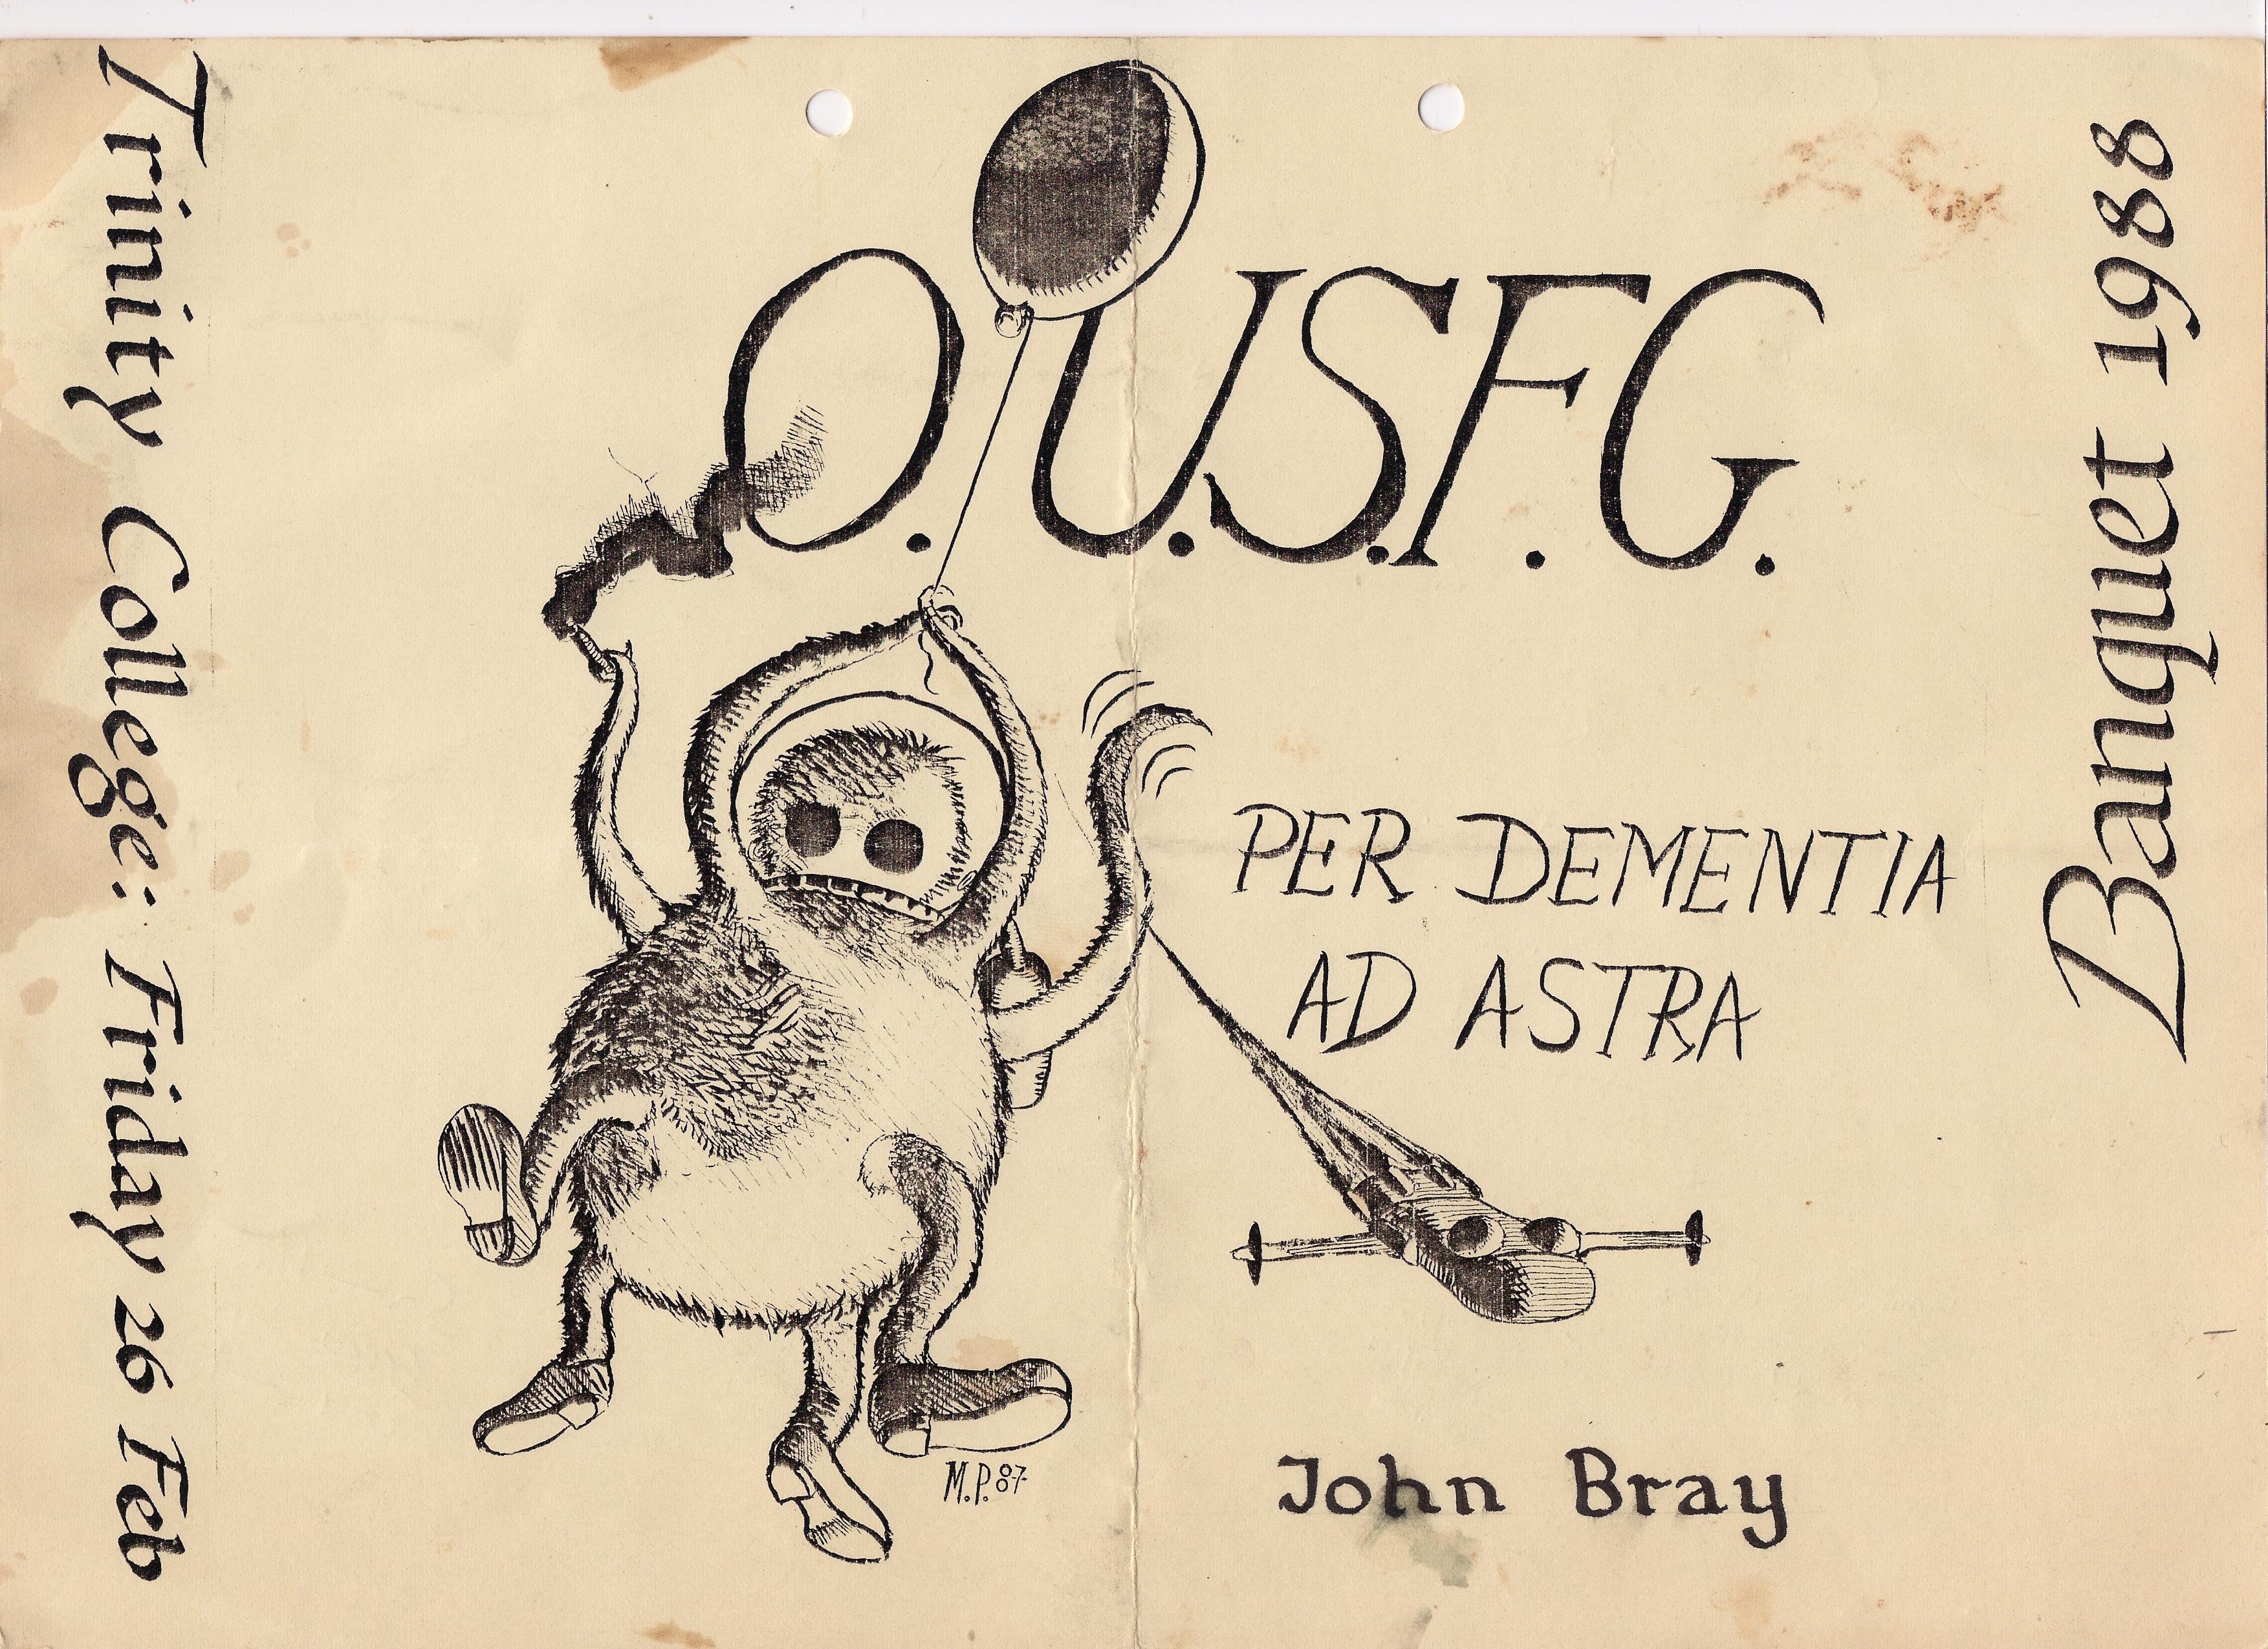 Trinity College: Friday 26 Feb
O.U.S.F.G.
Banquet 1988
PER DEMENTIA
AD ASTRA
M.P.87
John Bray